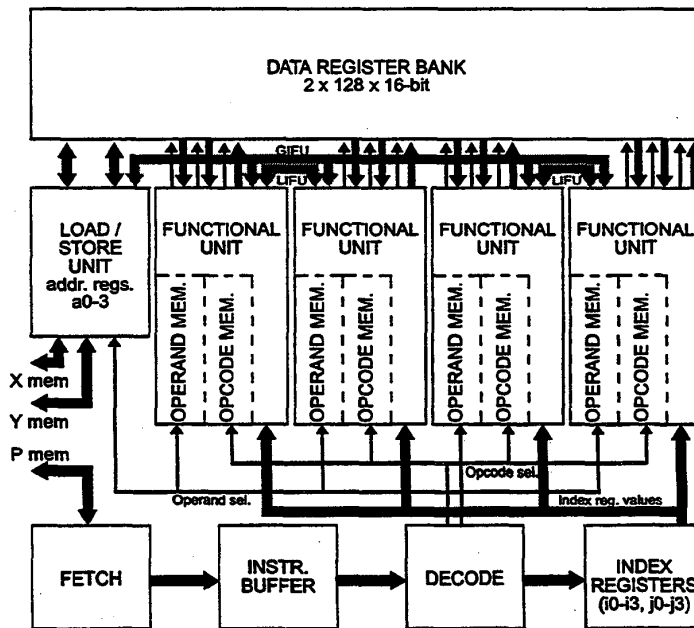 DATA REGISTER BANK
2 x 128 x 16-bit
GIFU
LIFU
LIFU
LOAD /
STORE
UNIT
addr. regs.
a0-3
FUNCTIONAL
UNIT
OPERAND MEM.
OPCODE MEM.
FUNCTIONAL
UNIT
OPERAND MEM.
OPCODE MEM.
FUNCTIONAL
UNIT
OPERAND MEM.
OPCODE MEM.
FUNCTIONAL
UNIT
OPERAND MEM.
OPCODE MEM.
X mem
Y mem
P mem
Opcode sel.
Operand sel.
Index reg. values
FETCH
INSTR.
BUFFER
DECODE
INDEX
REGISTERS
(i0-i3, j0-j3)